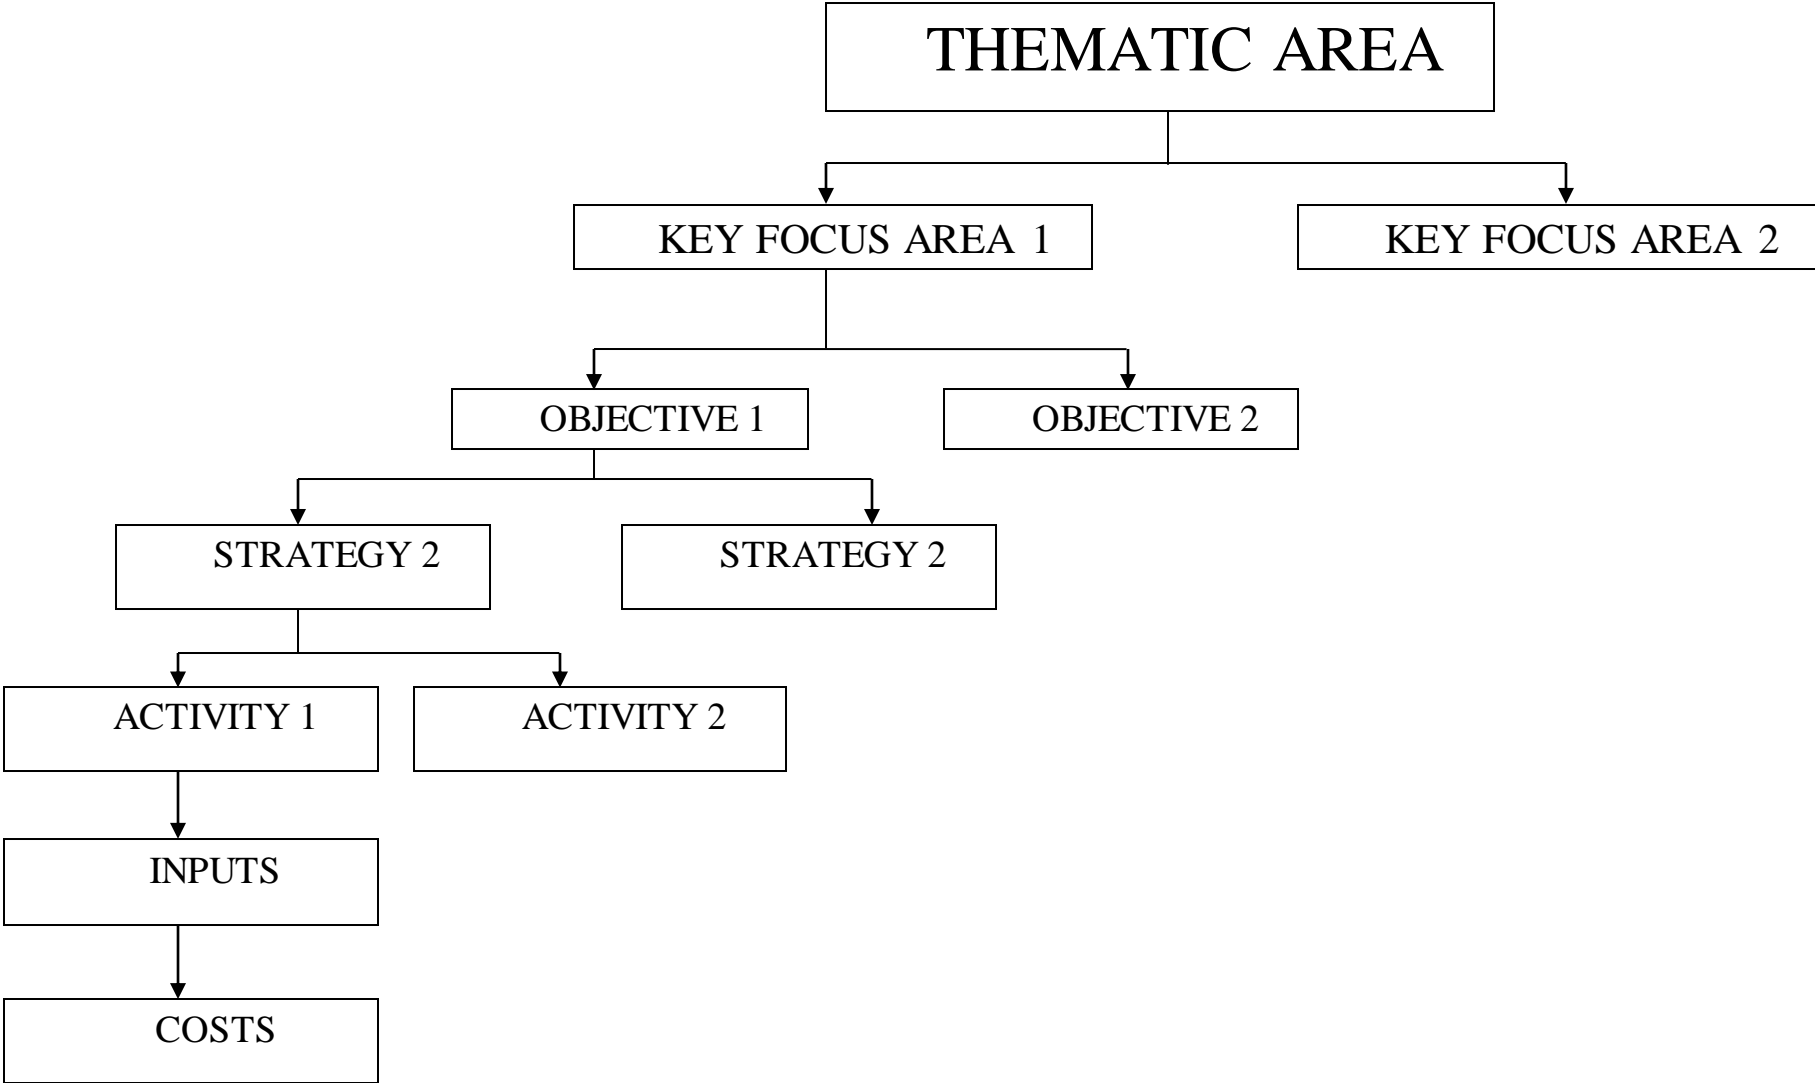 THEMATIC AREA
KEY FOCUS AREA 1
KEY FOCUS AREA 2
OBJECTIVE 1
OBJECTIVE 2
STRATEGY 2
STRATEGY 2
ACTIVITY 1
ACTIVITY 2
INPUTS
COSTS